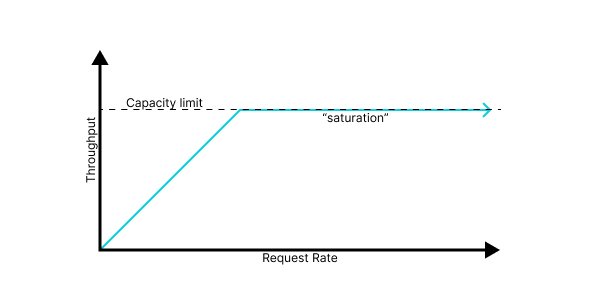 Capacity limit
“saturation”
Throughput
Request Rate